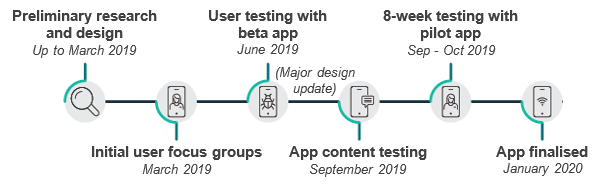 Preliminary research
and design
Up to March 2019
User testing with
beta app
June 2019
8-week testing with
pilot app
Sep - Oct 2019
(Major design
update)
Initial user focus groups
March 2019
App content testing
September 2019
App finalised
January 2020